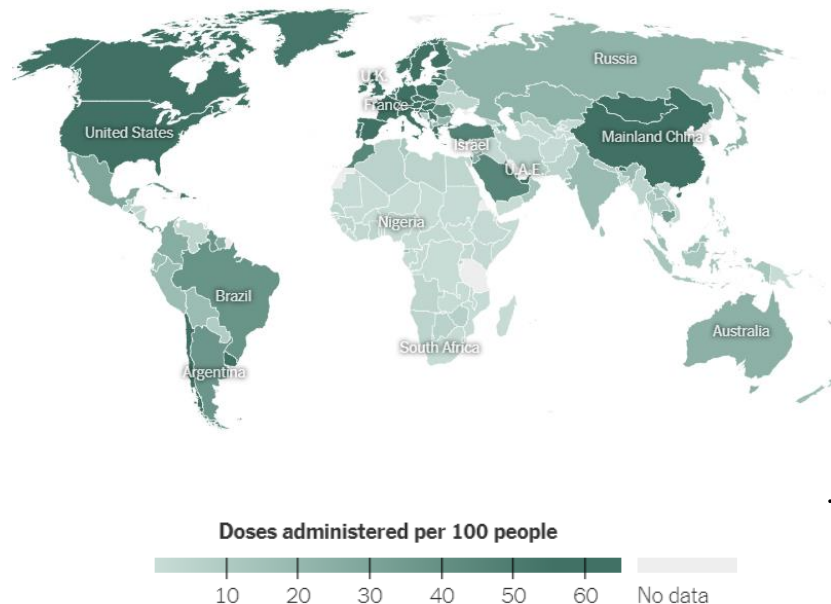 U.K.
Russia
France
United States
Mainland China
Israel
U.A.E.
Nigeria
Brazil
Australia
South Africa
Argentina
Doses administered per 100 people
10 20 30 40 50 60 No data